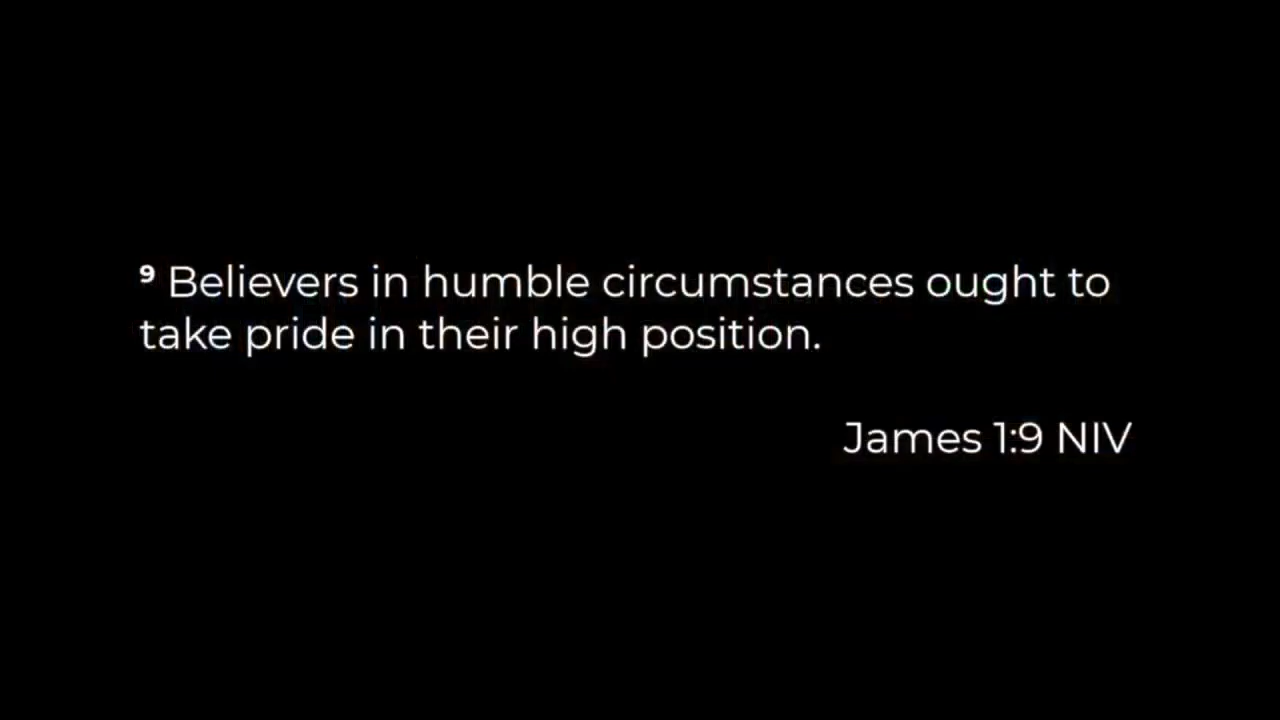 ⁹ Believers in humble circumstances ought to
take pride in their high position.
James 1:9 NIV